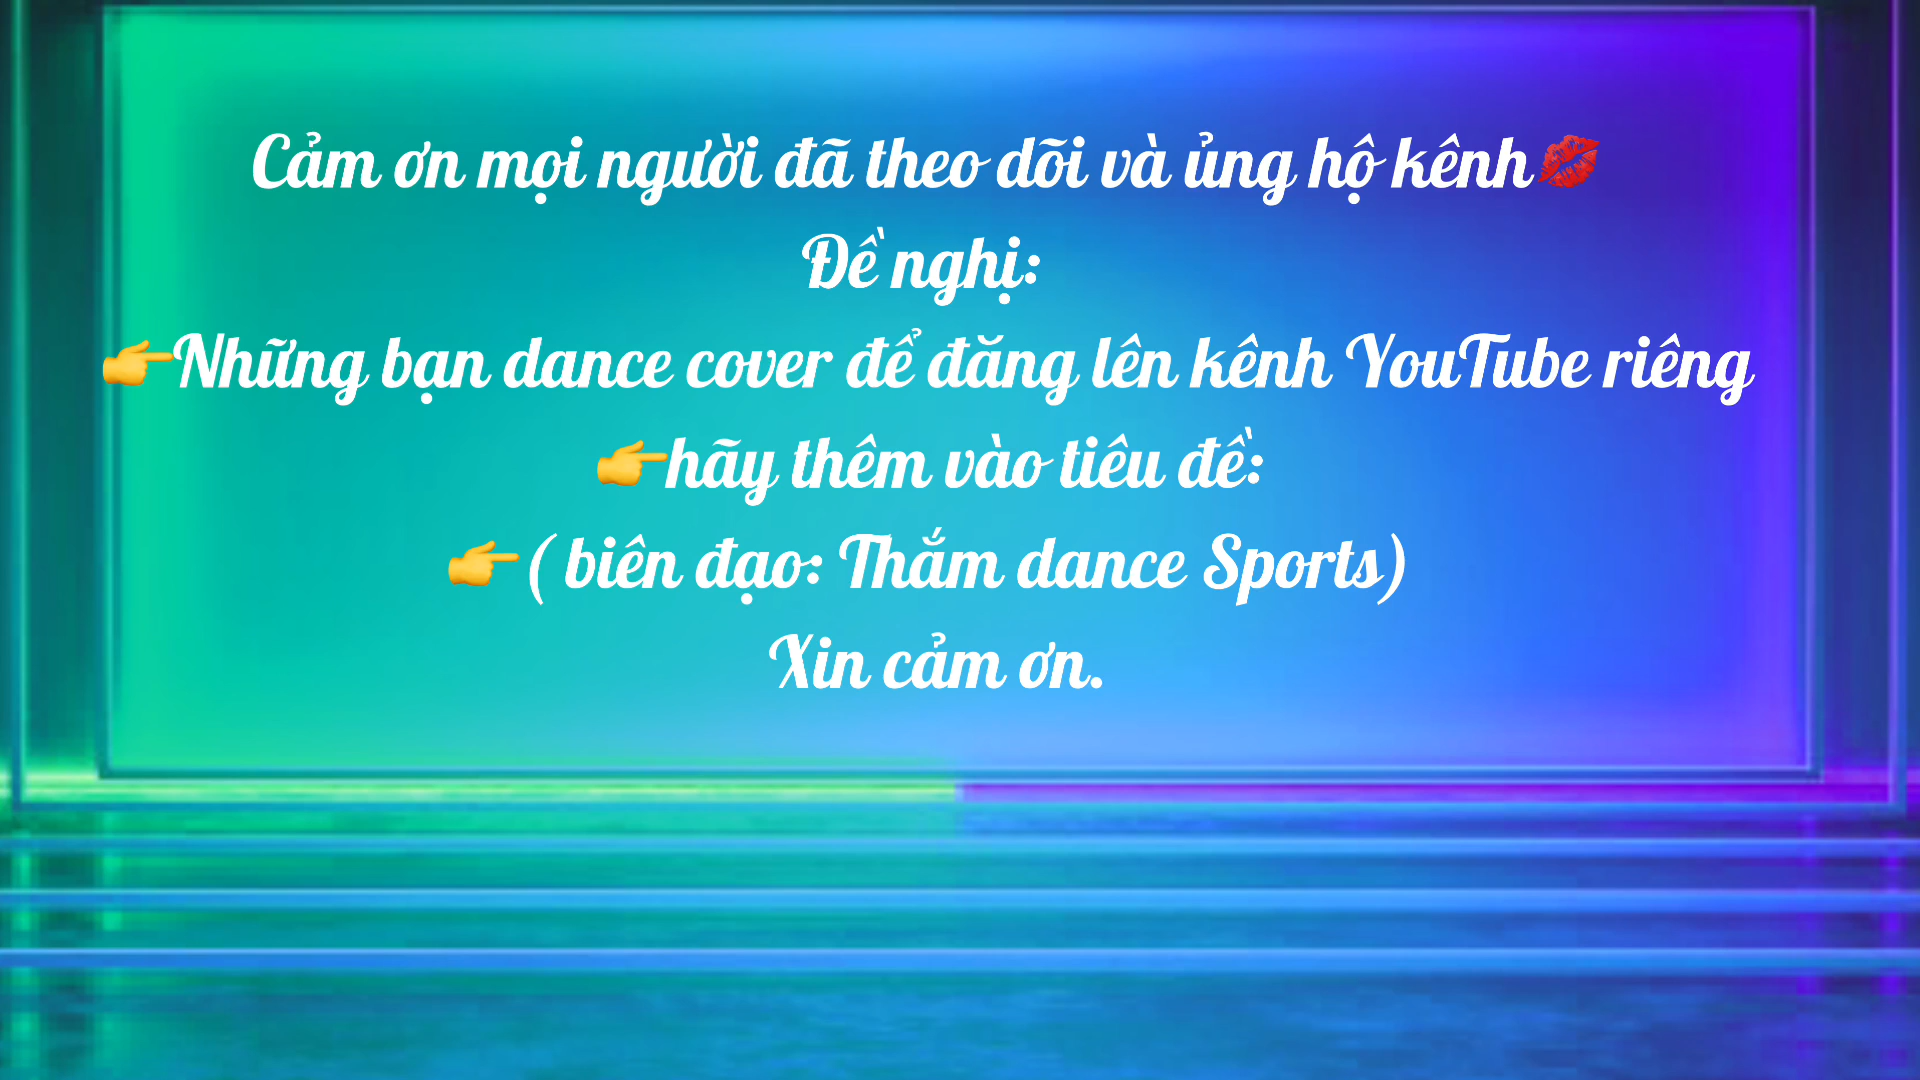 Cảm ơn mọi người đã theo dõi và ủng hộ kênh💋
Đề nghị:
👉Những bạn dance cover để đăng lên kênh YouTube riêng
👉hãy thêm vào tiêu đề:
👉( biên đạo: Thắm dance Sports)
Xin cảm ơn.